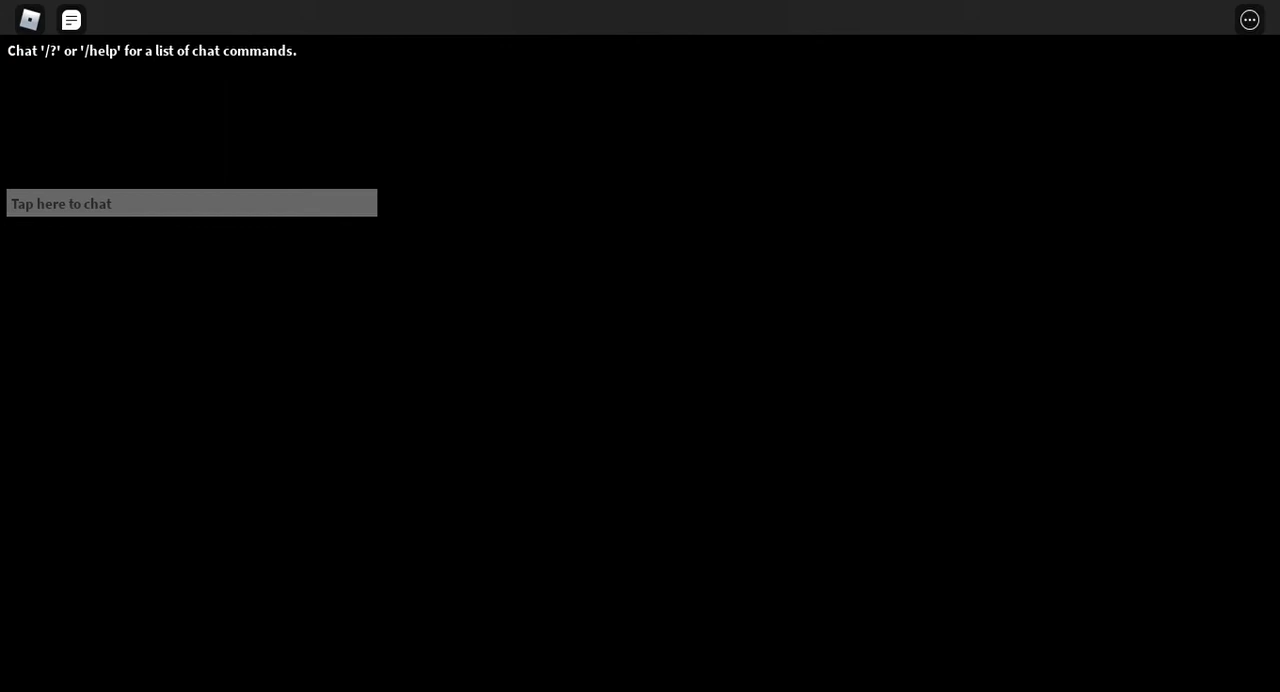 Chat '/?' or '/help' for a list of chat commands.
Tap here to chat